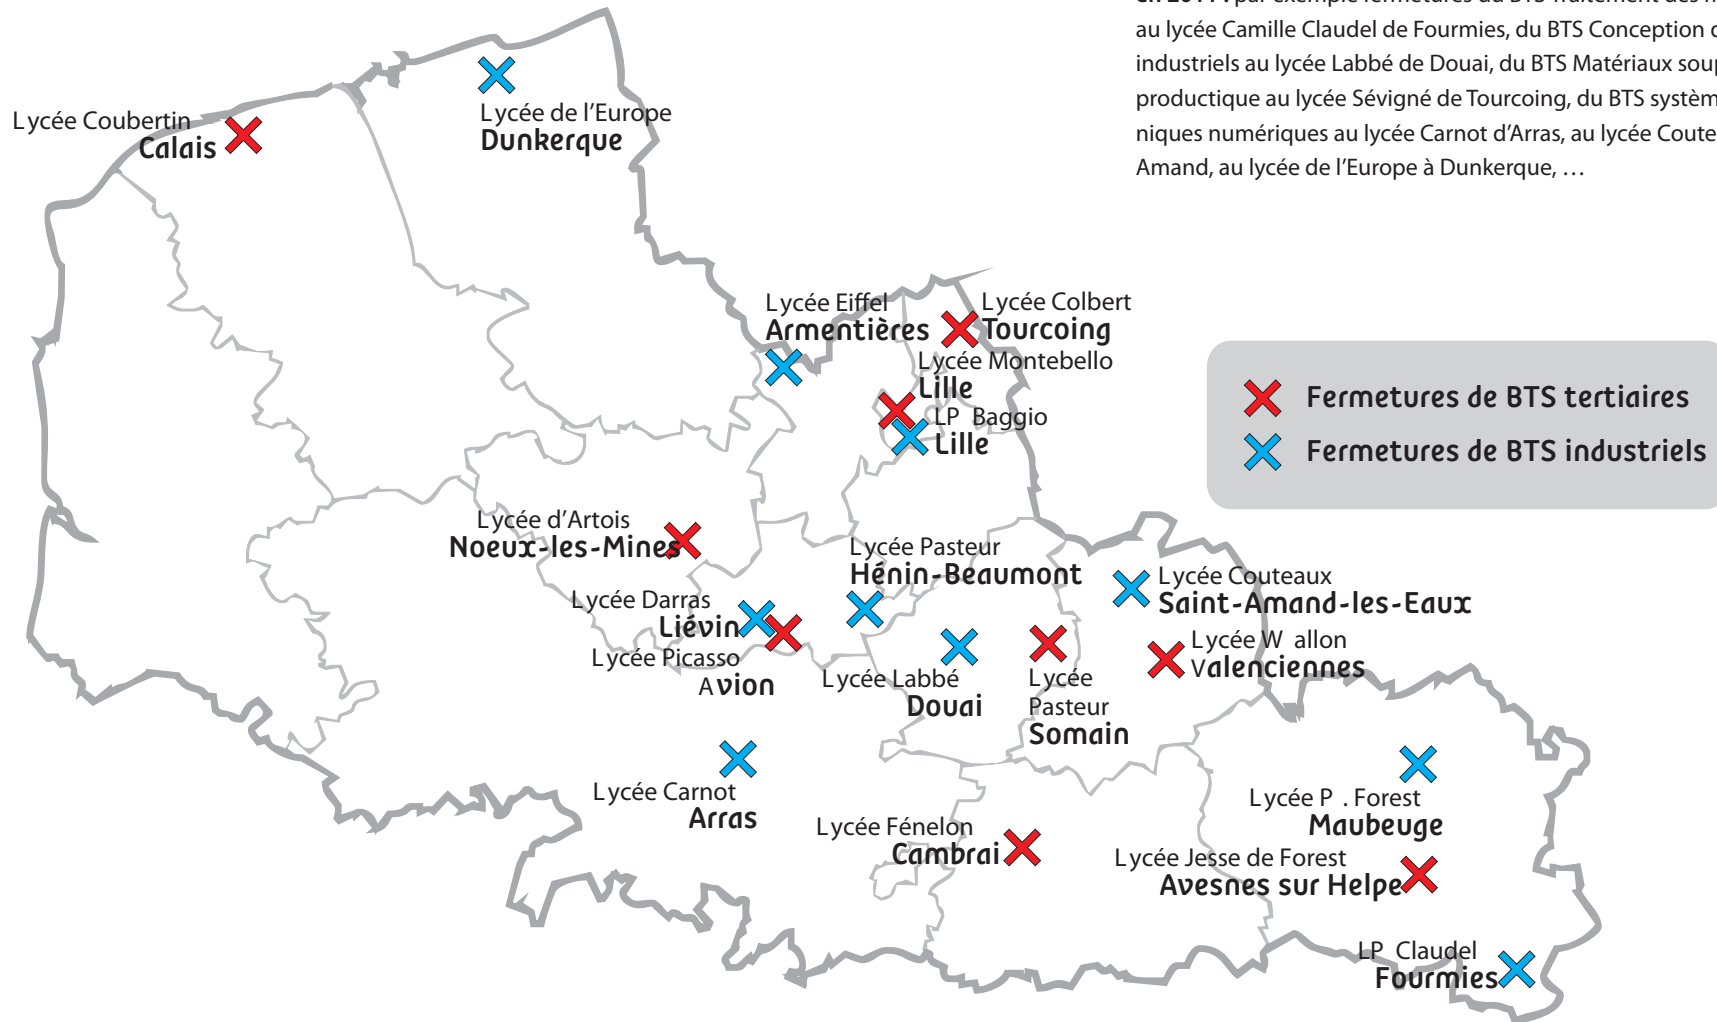 au lycée Camille Claudel de Fourmies, du BTS Conception
industriels au lycée Labbé de Douai, du BTS Matériaux
productique au lycée Sévigné de Tourcoing, du BTS
niques numériques au lycée Carnot d'Arras, au lycée
Amand, au lycée de l'Europe à Dunkerque, …
Lycée Coubertin
Calais
Lycée de l'Europe
Dunkerque
Lycée Eiffel
Armentières
Lycée Colbert
Tourcoing
Lycée Montebello
Lille
LP Baggio
Lille
Fermetures de BTS tertiaires
Fermetures de BTS industriels
Lycée d'Artois
Noeux-les-Mines
Lycée Pasteur
Hénin-Beaumont
Lycée Couteaux
Saint-Amand-les-Eaux
Lycée Darras
Liévin
Lycée Picasso
Avion
Lycée Labbé
Douai
Lycée
Pasteur
Somain
Lycée W allon
Valenciennes
Lycée Carnot
Arras
Lycée Fénelon
Cambrai
Lycée P . Forest
Maubeuge
Lycée Jesse de Forest
Avesnes sur Helpe
LP Claudel
Fourmies